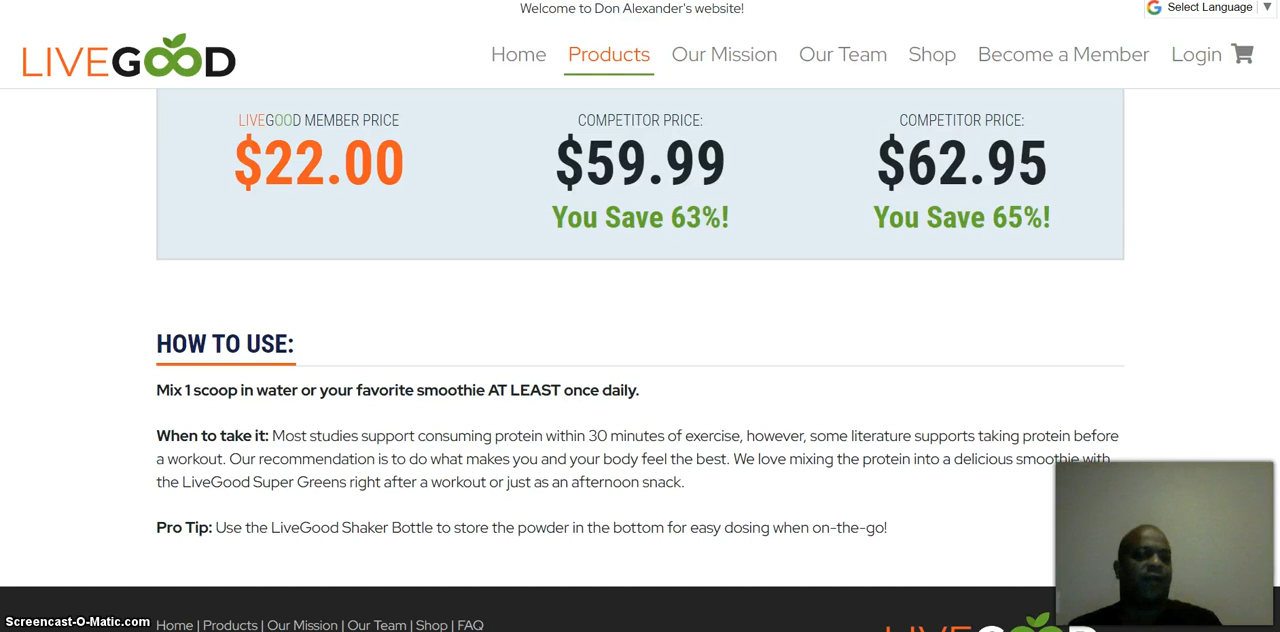 Welcome to Don Alexander's website!
Select Language ▼
LIVEGOOD
Home Products Our Mission Our Team Shop Become a Member Login
LIVEGOOD MEMBER PRICE
$22.00
COMPETITOR PRICE:
$59.99
You Save 63%!
COMPETITOR PRICE:
$62.95
You Save 65%!
HOW TO USE:
Mix 1 scoop in water or your favorite smoothie AT LEAST once daily.
When to take it: Most studies support consuming protein within 30 minutes of exercise, however, some literature supports taking protein before
a workout. Our recommendation is to do what makes you and your body feel the best. We love mixing the protein into a delicious smoothie with
the LiveGood Super Greens right after a workout or just as an afternoon snack.
Pro Tip: Use the LiveGood Shaker Bottle to store the powder in the bottom for easy dosing when on-the-go!
Screencast-O-Matic.com
Home | Products | Our Mission | Our Team | Shop | FAQ